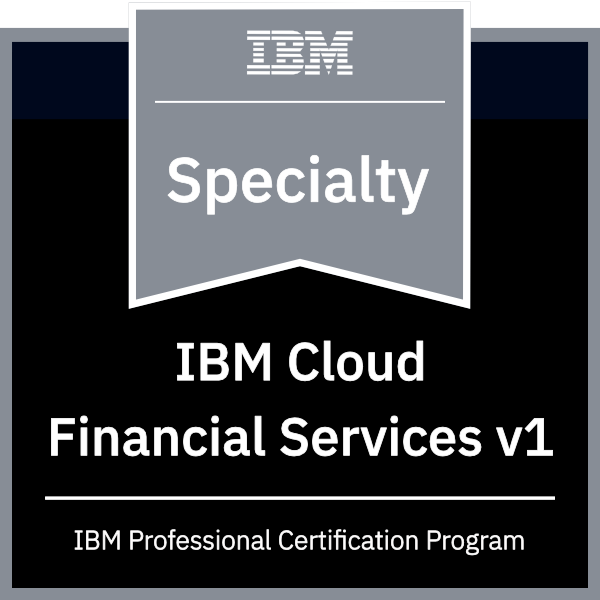 IBM
Specialty
IBM Cloud
Financial Services v1
IBM Professional Certification Program